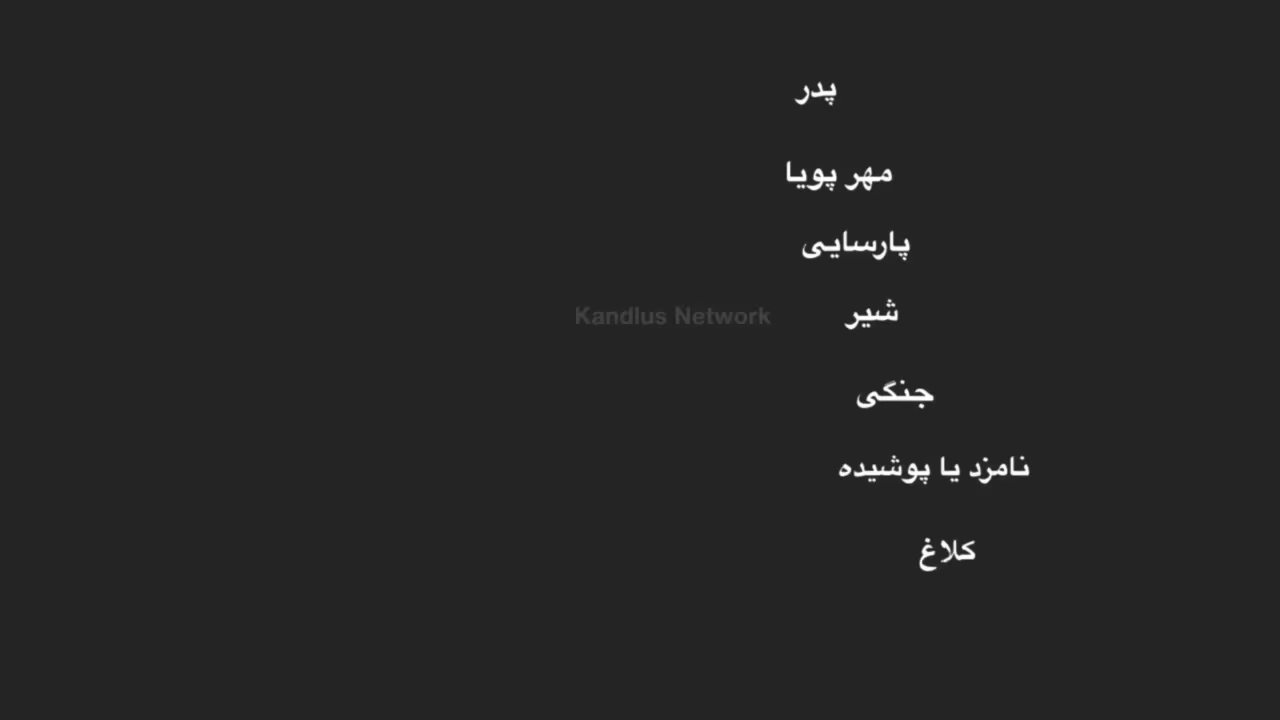 پدر
مهر پویا
پارسایی
شیر
Kandlus Network
جنگی
نامزد یا پوشیده
کلاغ